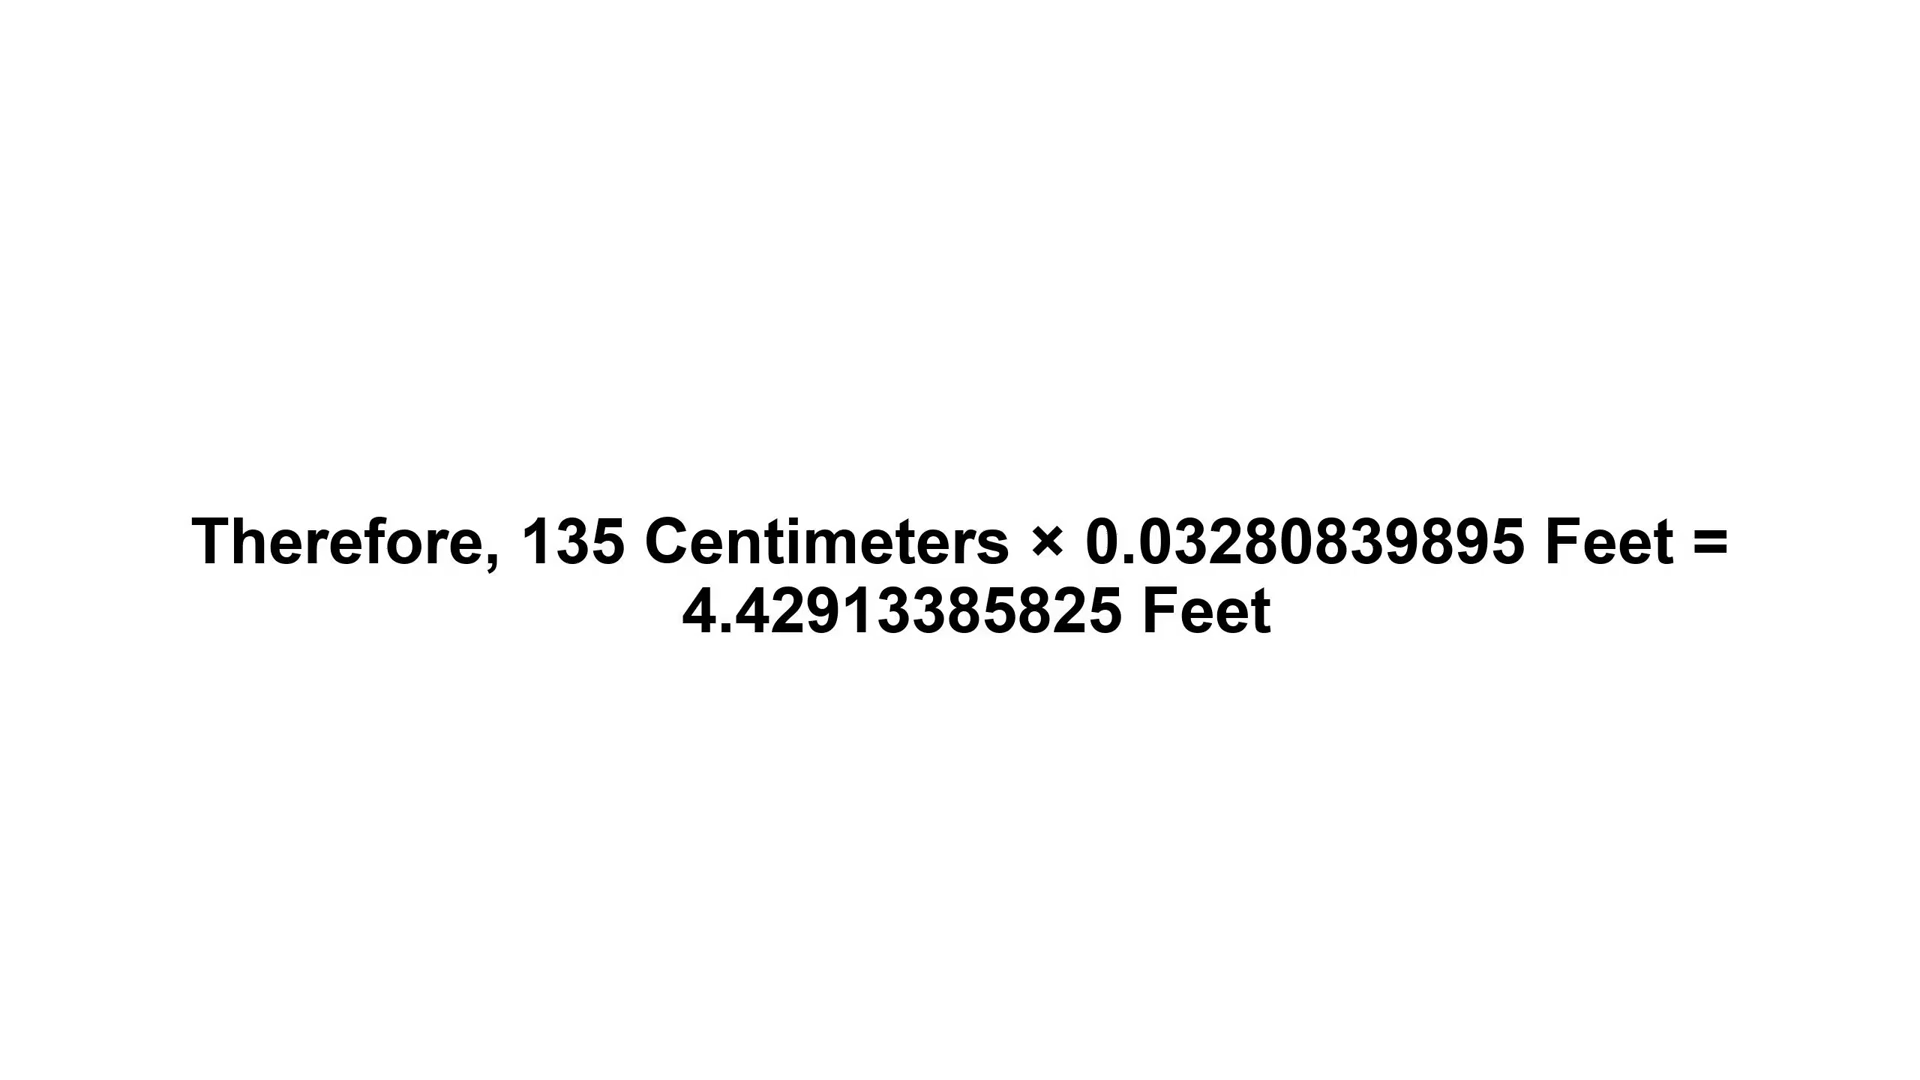 Therefore, 135 Centimeters × 0.03280839895 Feet =
4.42913385825 Feet